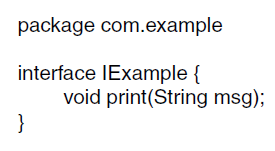 package com.example
interface IExample {
void print(String msg);
}